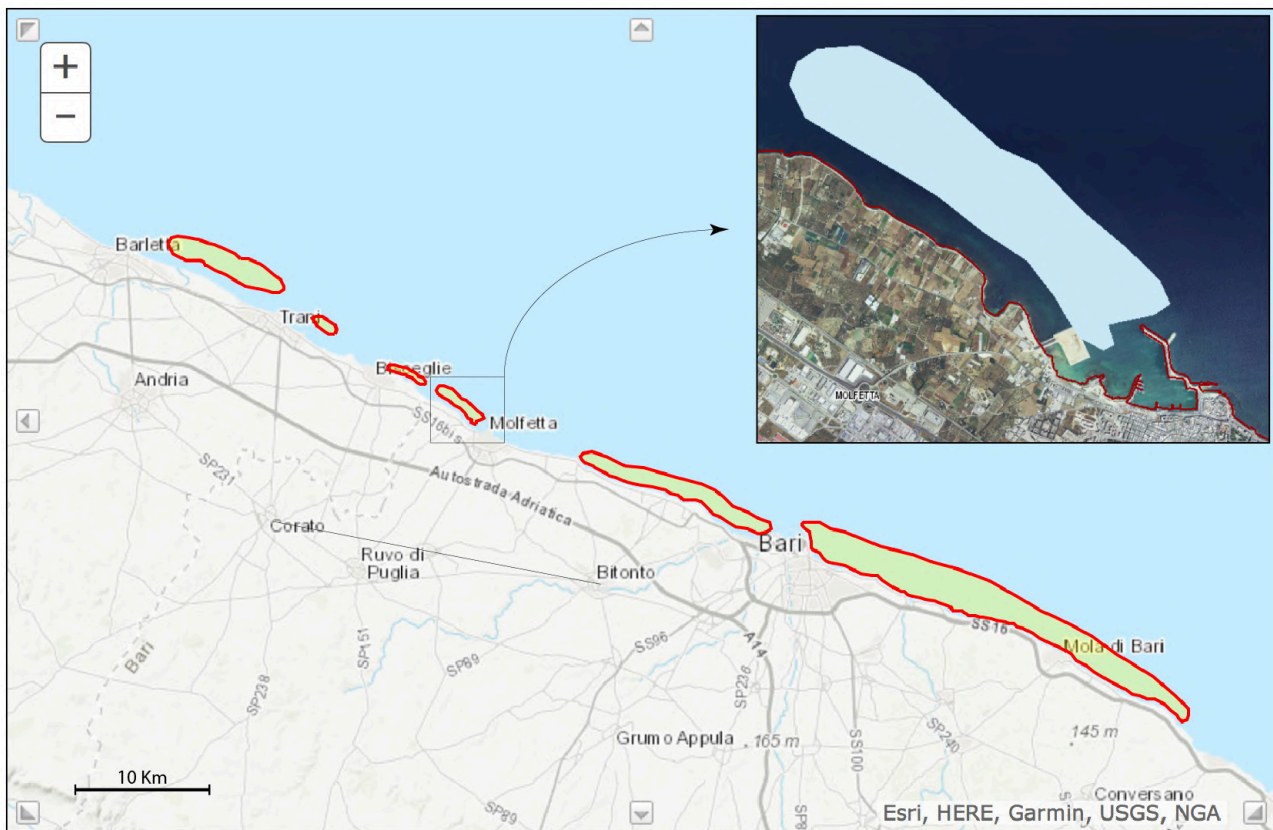 +
−
Barletta
Trani
Bisceglie
Andria
Molfetta
SS16bis
SP231
Autostrada Adriatica
Corato
Ruvo di
Puglia
Bitonto
Bari
SS16
SS96
A14
SP151
SP89
SP236
Bari
SP238
Mola di Bari
SP240
145 m
Grumo Appula
165 m
SS100
10 Km
SP89
Conversano
Esri, HERE, Garmin, USGS, NGA
MOLFETTA